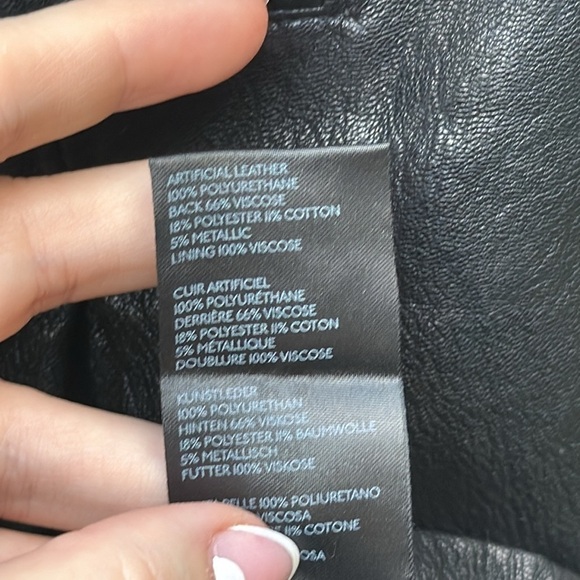 ARTIFICIAL LEATHER
100% POLYURETHANE
BACK 66% VISCOSE
18% POLYESTER 11% COTTON
5% METALLIC
LINING 100% VISCOSE
CUIR ARTIFICIEL
100% POLYURÉTHANE
DERRIÈRE 66% VISCOSE
18% POLYESTER 11% COTON
5% MÉTALLIQUE
DOUBLURE 100% VISCOSE
KUNSTLEDER
100% POLYURETHAN
HINTEN 66% VISKOSE
18% POLYESTER 11% BAUMWOLLE
5% METALLISCH
FUTTER 100% VISKOSE
100% POLIURETANO
VISCOSA
11% COTONE